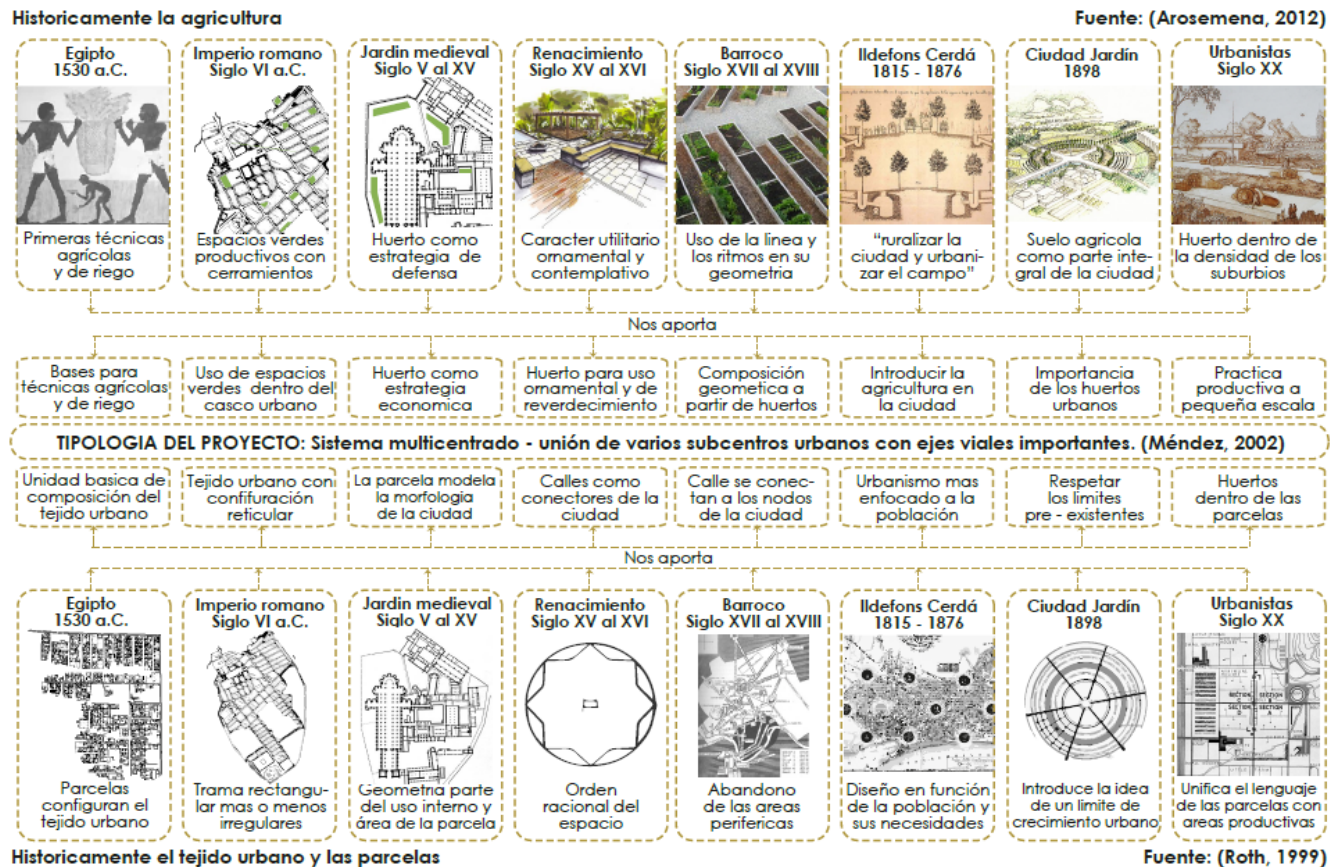 Historicamente la agricultura
Fuente: (Arosemena, 2012)
Egipto
1530 a.C.
Primeras técnicas
agrícolas
y de riego
Imperio romano
Siglo VI a.C.
Espacios verdes
productivos con
cerramientos
Jardin medieval
Siglo V al XV
Huerto como
estrategia de
defensa
Renacimiento
Siglo XV al XVI
Caracter utilitario
ornamental y
contemplativo
Barroco
Siglo XVII al XVIII
Uso de la linea y
los ritmos en su
geometria
Ildefons Cerdá
1815 - 1876
“ruralizar la
ciudad y urbani-
zar el campo”
Ciudad Jardín
1898
Suelo agricola
como parte inte-
gral de la ciudad
Urbanistas
Siglo XX
Huerto dentro de
la densidad de los
suburbios
Nos aporta
Bases para
técnicas agrícolas
y de riego
Uso de espacios
verdes dentro del
casco urbano
Huerto como
estrategia
economica
Huerto para uso
ornamental y de
reverdecimiento
Composición
geometica a
partir de huertos
Introducir la
agricultura en
la ciudad
Importancia
de los huertos
urbanos
Practica
productiva a
pequeña escala
TIPOLOGIA DEL PROYECTO: Sistema multicentrado - unión de varios subcentros urbanos con ejes viales importantes. (Méndez, 2002)
Unidad basica de
composición del
tejido urbano
Tejido urbano con
confifuración
reticular
La parcela modela
la morfologia
de la ciudad
Calles como
conectores de la
ciudad
Calle se conec-
tan a los nodos
de la ciudad
Urbanismo mas
enfocado a la
población
Respetar
los limites
pre - existentes
Huertos
dentro de las
parcelas
Nos aporta
Egipto
1530 a.C.
Parcelas
configuran el
tejido urbano
Imperio romano
Siglo VI a.C.
Trama rectangu-
lar mas o menos
irregulares
Jardin medieval
Siglo V al XV
Geometria parte
del uso interno y
área de la parcela
Renacimiento
Siglo XV al XVI
Orden
racional del
espacio
Barroco
Siglo XVII al XVIII
Abandono
de las areas
perifericas
Ildefons Cerdá
1815 - 1876
Diseño en función
de la población y
sus necesidades
Ciudad Jardín
1898
Introduce la idea
de un limite de
crecimiento urbano
Urbanistas
Siglo XX
SECTION
SECTION
SECTION
SECTION
A
Unifica el lenguaje
de las parcelas con
areas productivas
Historicamente el tejido urbano y las parcelas
Fuente: (Roth, 1999)